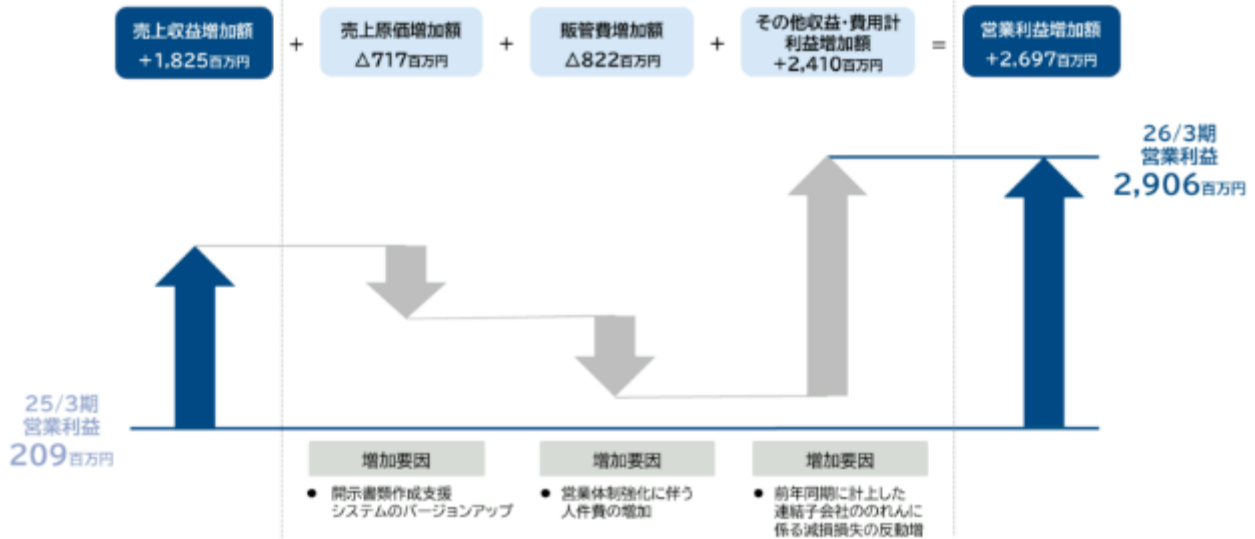 売上収益増加額
+1,825百万円
+
売上原価増加額
△717百万円
+
販管費増加額
△822百万円
+
その他収益・費用計
利益増加額
+2,410百万円
=
営業利益増加額
+2,697百万円
26/3期
営業利益
2,906百万円
25/3期
営業利益
209百万円
増加要因
● 開示書類作成支援
システムのバージョンアップ
増加要因
● 営業体制強化に伴う
人件費の増加
増加要因
● 前年同期に計上した
連結子会社ののれんに
係る減損損失の反動増